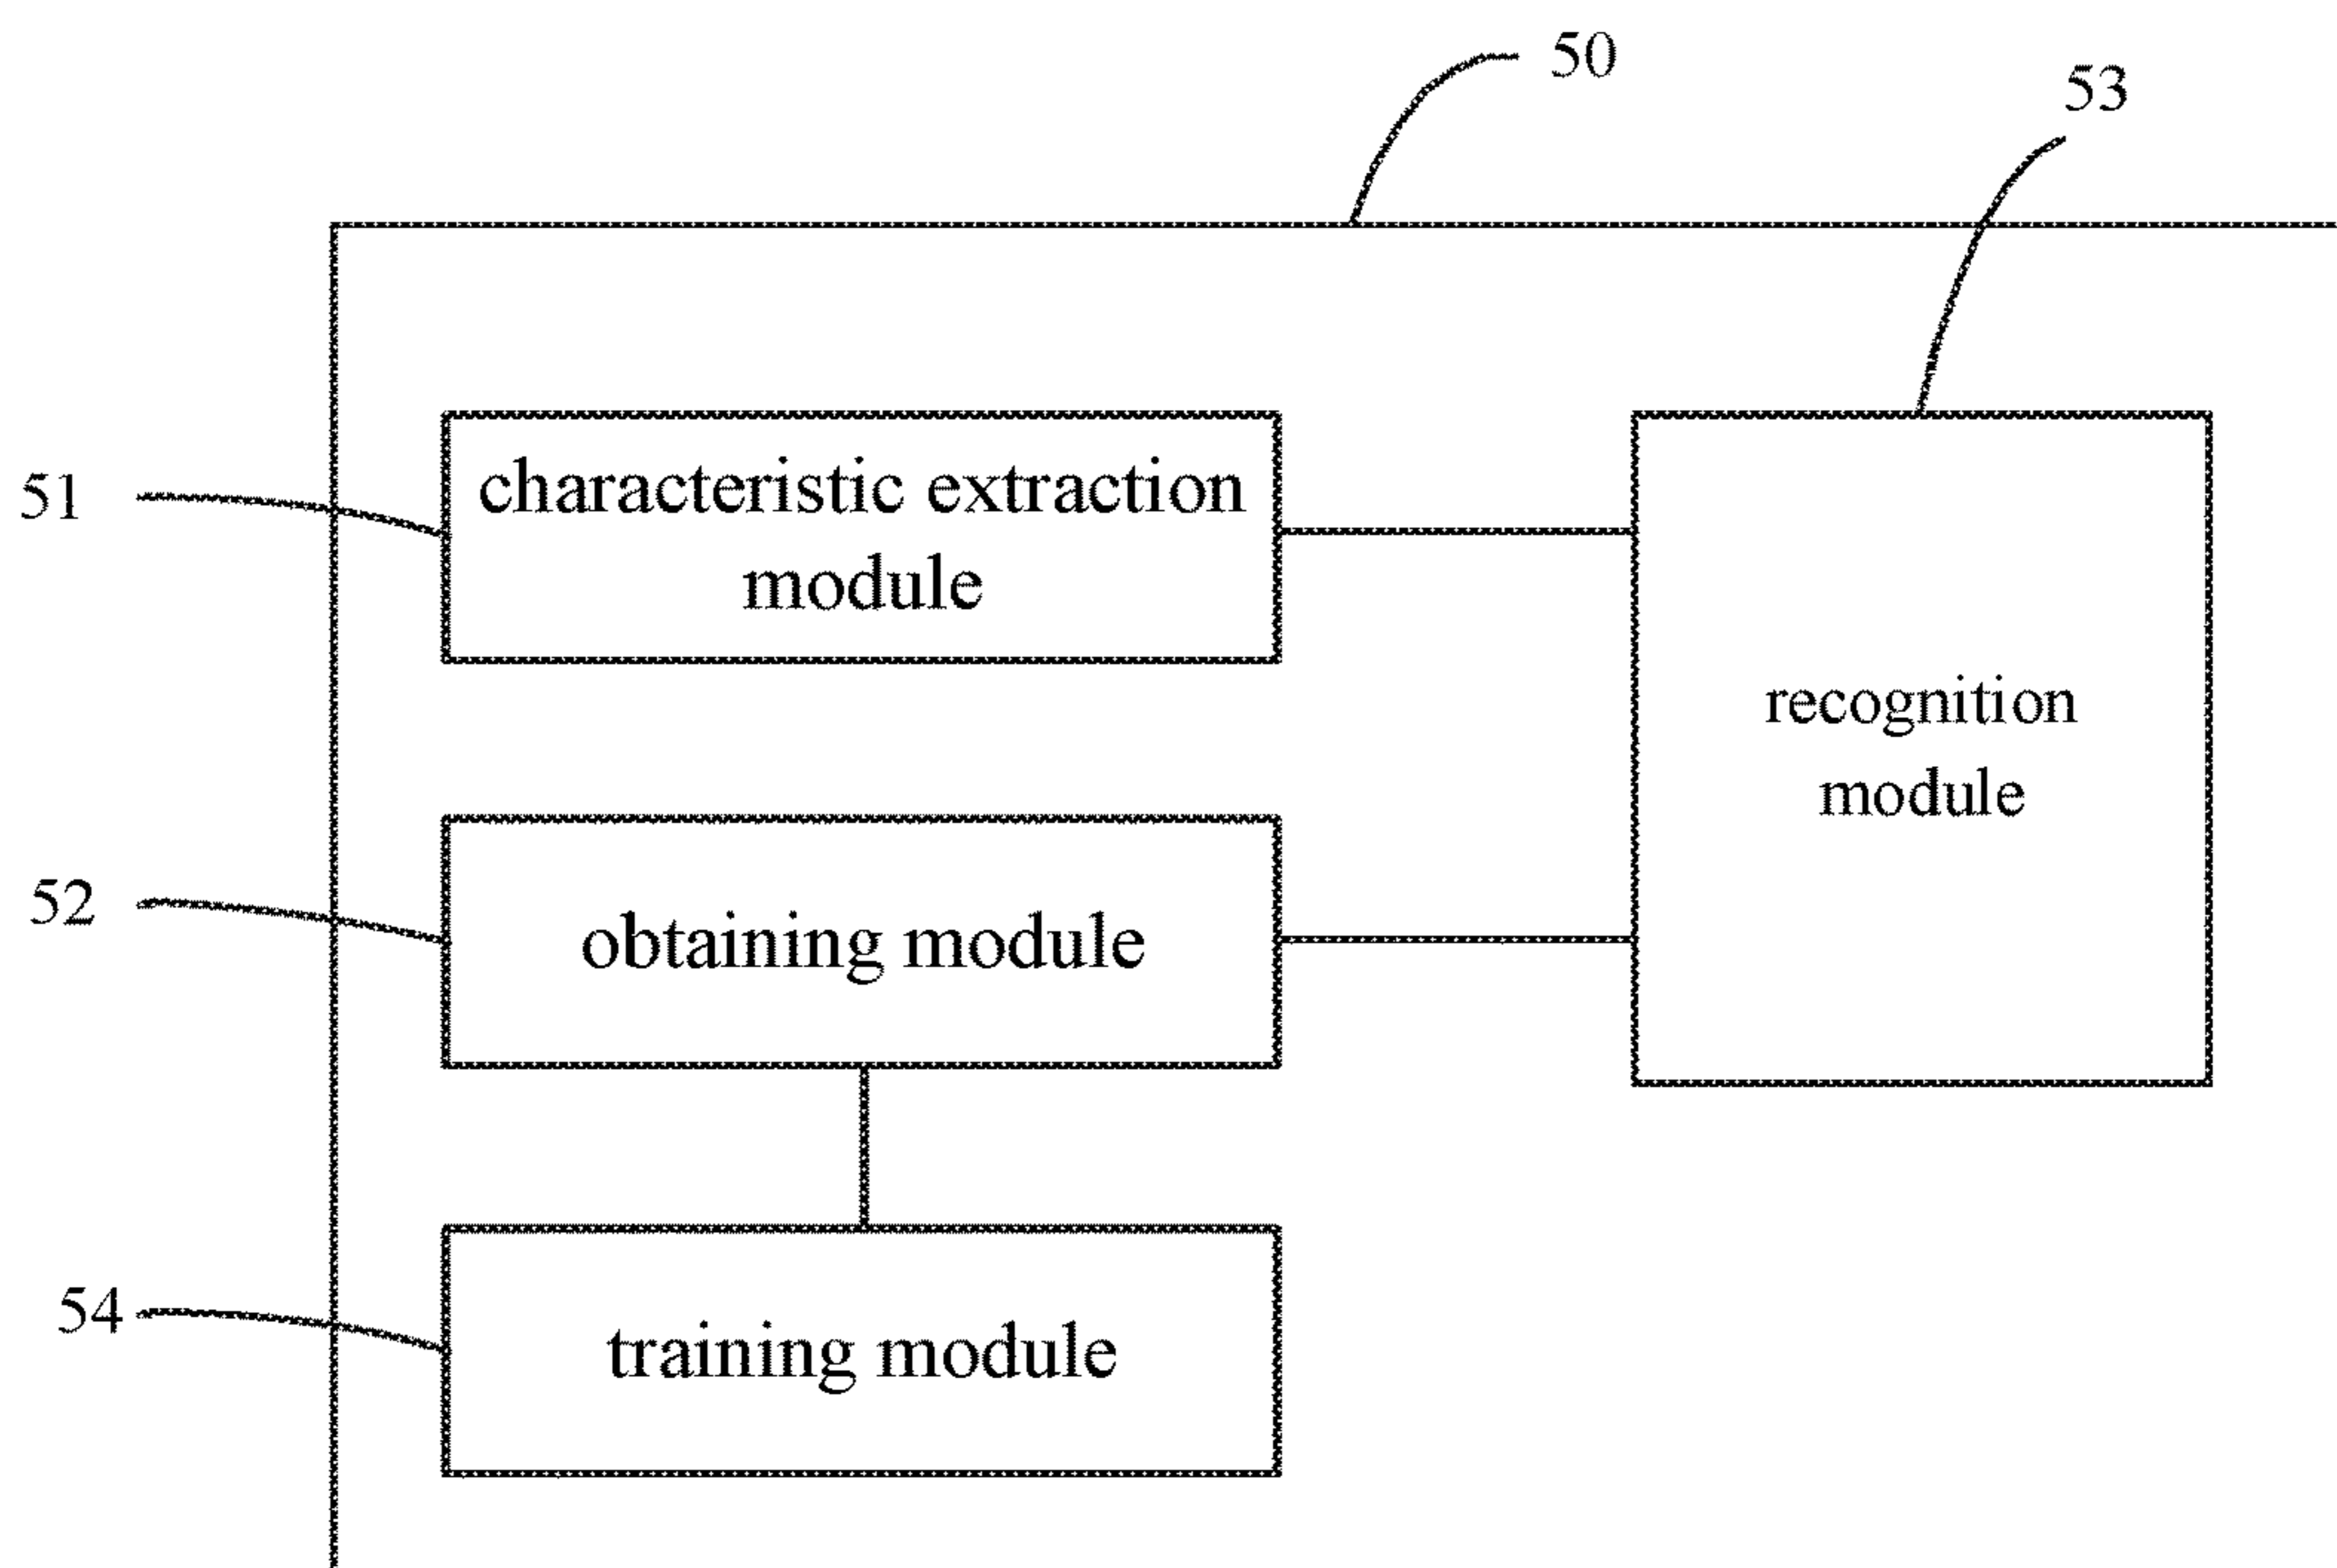 50
53
51
characteristic extraction
module
recognition
module
52
obtaining module
54
training module